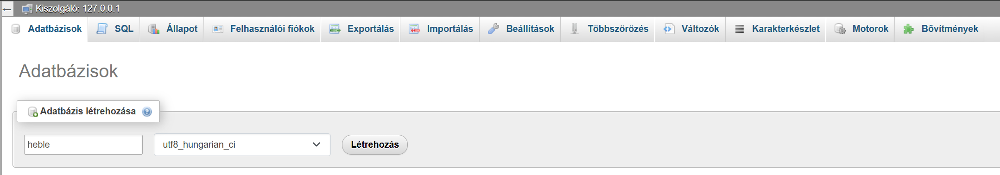 ← Kiszolgáló: 127.0.0.1
Adatbázisok SQL Állapot Felhasználói fiókok Exportálás Importálás Beállítások Többszörözés Változók Karakterkészlet Motorok Bővítmények
Adatbázisok
Adatbázis létrehozása ?
heble utf8_hungarian_ci Létrehozás